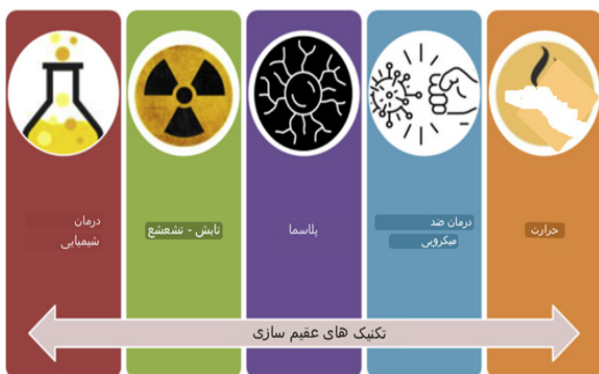 حرارت
درمان ضد
میکروبی
پلاسما
تابش - تشعشع
درمان
شیمیایی
تکنیک های عقیم سازی